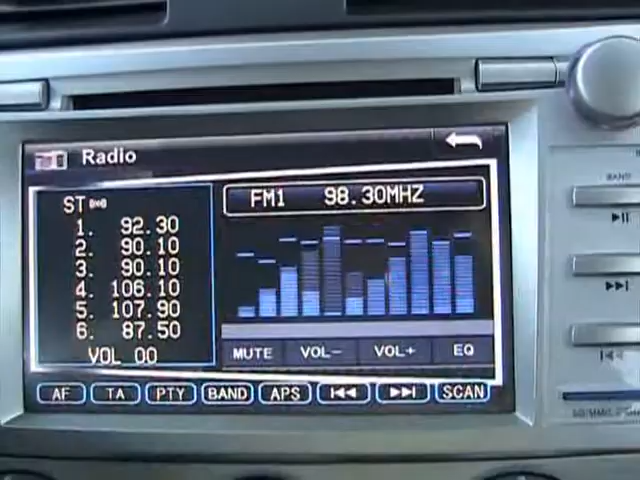 Radio
ST
FM1 98.30MHZ
1. 92.30
2. 90.10
3. 90.10
4. 106.10
5. 107.90
6. 87.50
VOL 00
MUTE VOL- VOL+ EQ
AF TA PTY BAND APS SCAN
BAND